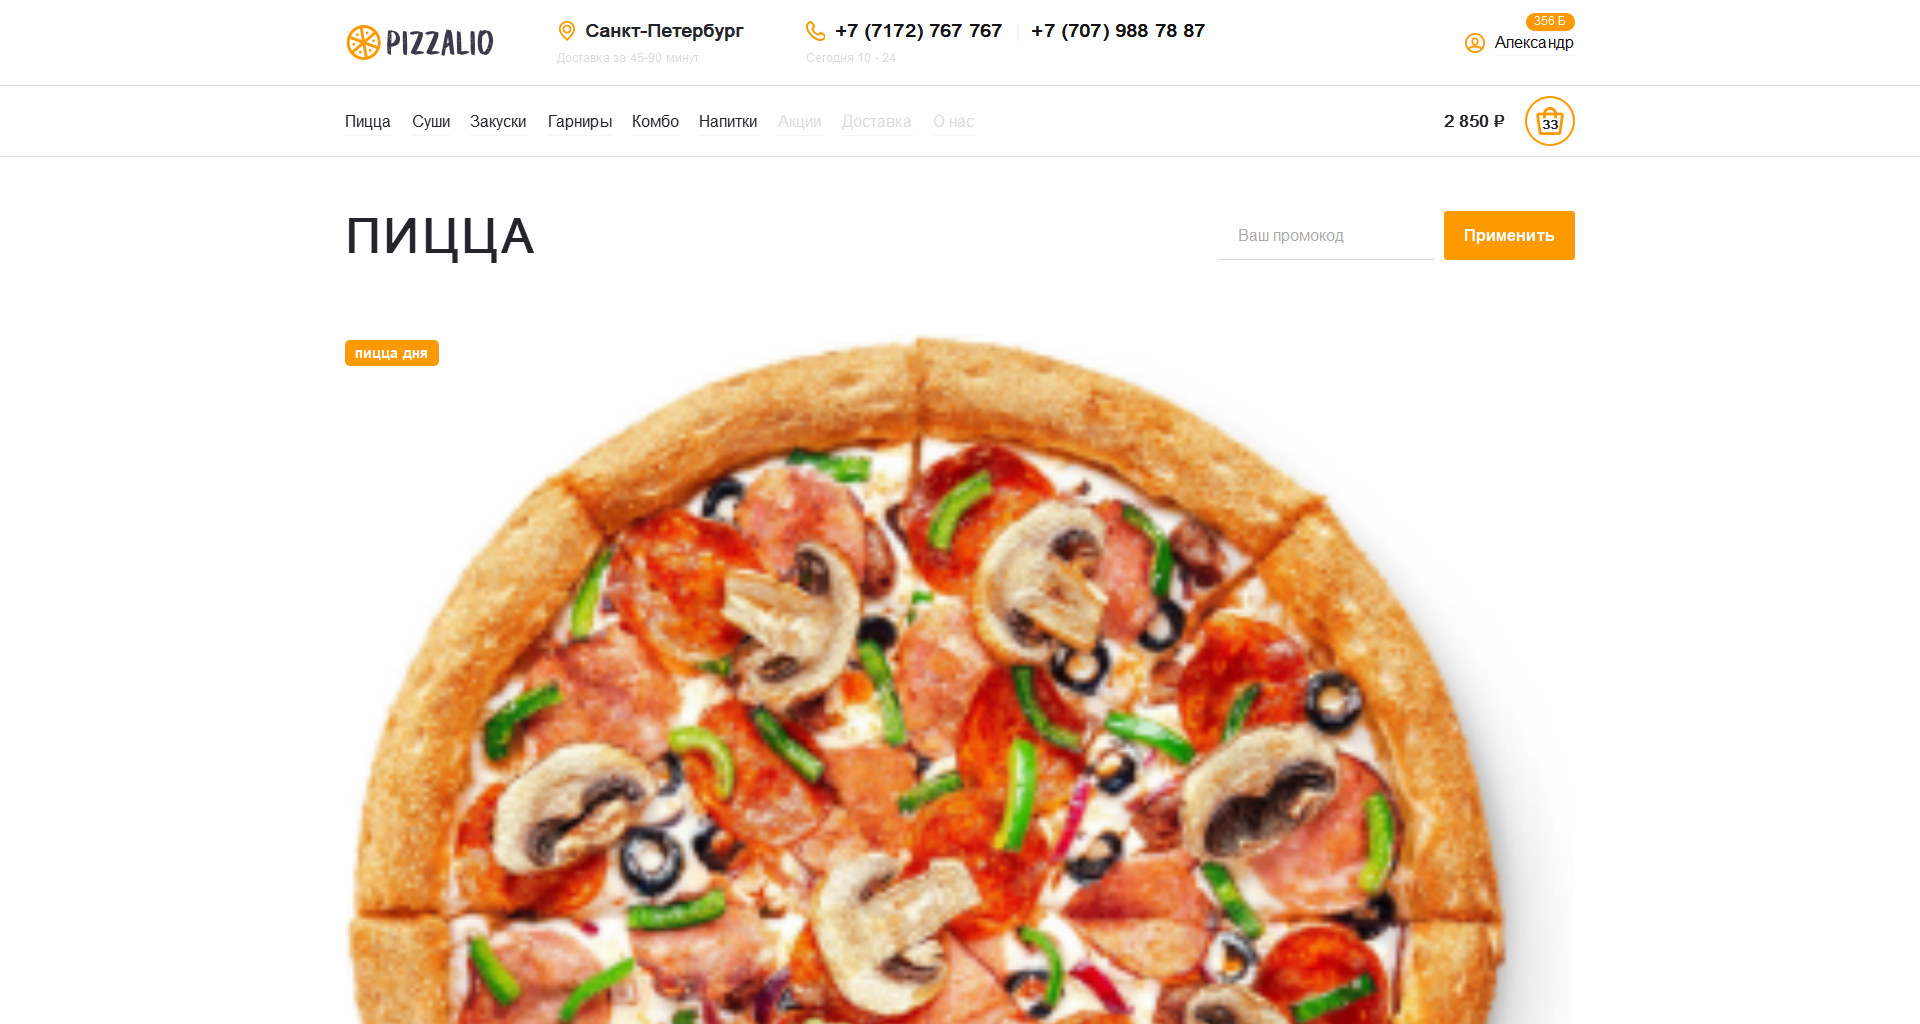 PIZZALIO
Санкт-Петербург
Доставка за 45-90 минут
+7 (7172) 767 767
+7 (707) 988 78 87
Сегодня 10 - 24
356 Б
Александр
Пицца Суши Закуски Гарниры Комбо Напитки Акции Доставка О нас
2 850 ₽
33
ПИЦЦА
Ваш промокод
Применить
пицца дня